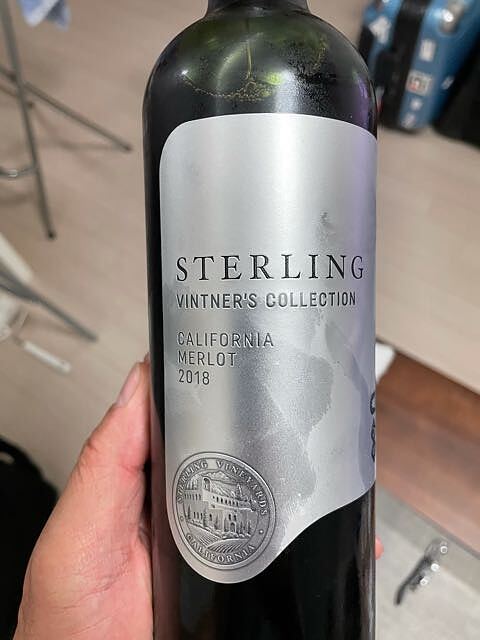 STERLING
VINTNER'S COLLECTION
CALIFORNIA
MERLOT
2018
STERLING VINEYARDS
CALIFORNIA